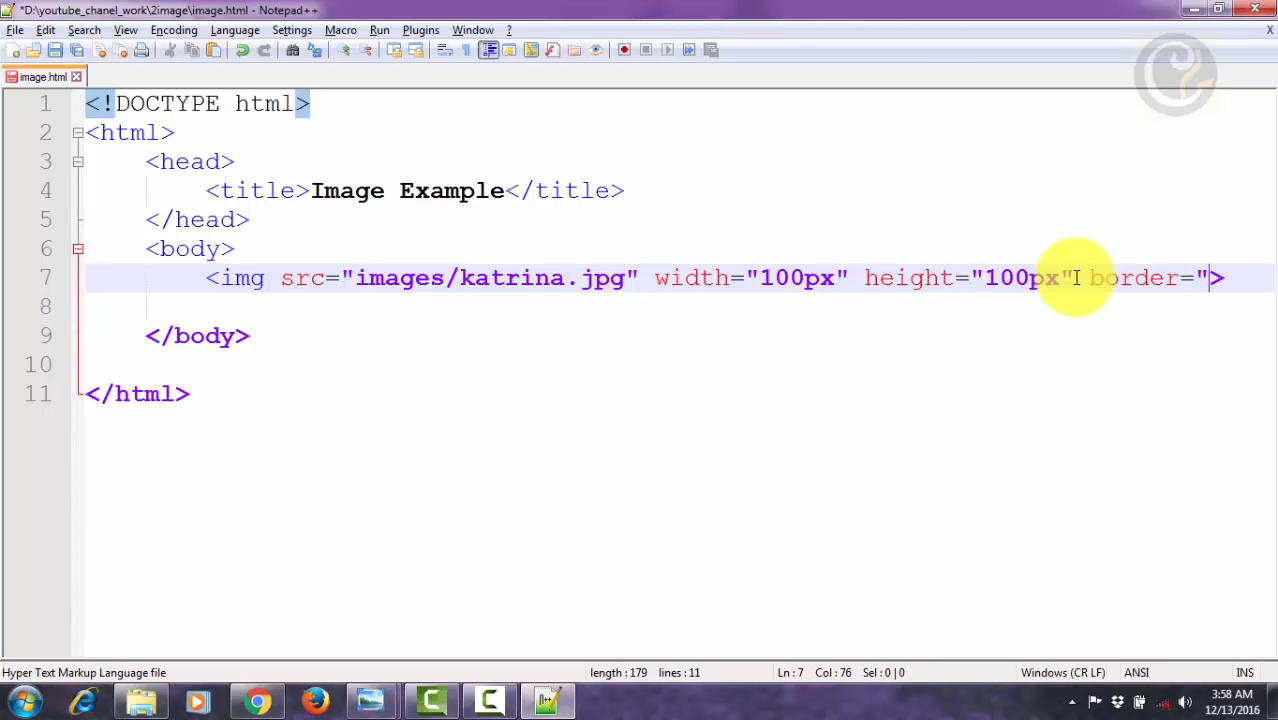 *D:\youtube_chanel_work\2image\image.html - Notepad++
File Edit Search View Encoding Language Settings Macro Run Plugins Window ? X
image.html
1 <!DOCTYPE html>
2 <html>
3 <head>
4 <title>Image Example</title>
5 </head>
6 <body>
7 <img src="images/katrina.jpg" width="100px" height="100px" border=">
8
9 </body>
10
11 </html>
Hyper Text Markup Language file length : 179 lines : 11 Ln : 7 Col : 76 Sel : 0 | 0 Windows (CR LF) ANSI INS
3:58 AM
12/13/2016